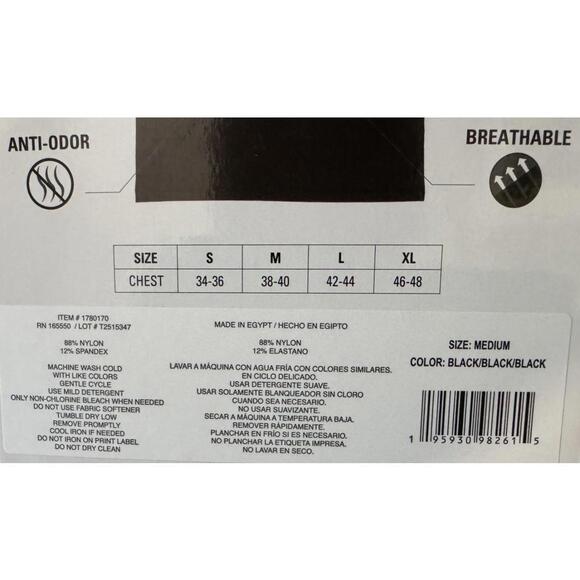 ANTI-ODOR
BREATHABLE
SIZE S M L XL
CHEST 34-36 38-40 42-44 46-48
ITEM # 1780170
RN 165550 / LOT # T2515347
88% NYLON
12% SPANDEX
MACHINE WASH COLD
WITH LIKE COLORS
GENTLE CYCLE
USE MILD DETERGENT
ONLY NON-CHLORINE BLEACH WHEN NEEDED
DO NOT USE FABRIC SOFTENER
TUMBLE DRY LOW
REMOVE PROMPTLY
COOL IRON IF NEEDED
DO NOT IRON ON PRINT LABEL
DO NOT DRY CLEAN
MADE IN EGYPT / HECHO EN EGIPTO
88% NYLON
12% ELASTANO
LAVAR A MÁQUINA CON AGUA FRÍA CON COLORES SIMILARES.
EN CICLO DELICADO.
USAR DETERGENTE SUAVE.
USAR SOLAMENTE BLANQUEADOR SIN CLORO
CUANDO SEA NECESARIO.
NO USAR SUAVIZANTE.
SECAR A MÁQUINA A TEMPERATURA BAJA.
REMOVER RÁPIDAMENTE.
PLANCHAR EN FRÍO SI ES NECESARIO.
NO PLANCHAR LA ETIQUETA IMPRESA.
NO LAVAR EN SECO.
SIZE: MEDIUM
COLOR: BLACK/BLACK/BLACK
1 95930 98261 5